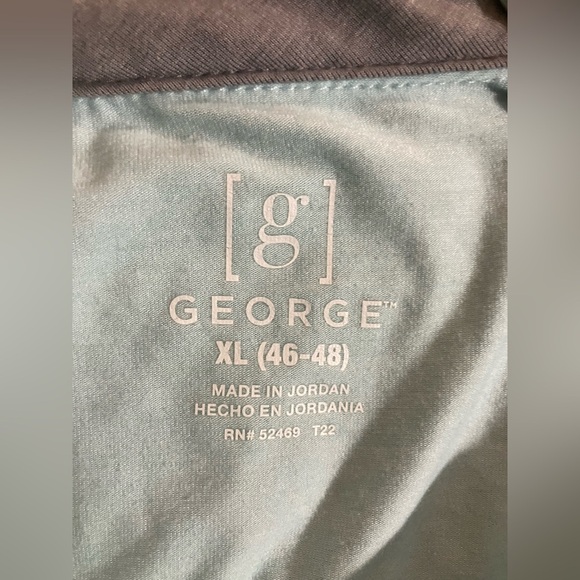 [g]
GEORGE™
XL (46-48)
MADE IN JORDAN
HECHO EN JORDANIA
RN# 52469 T22